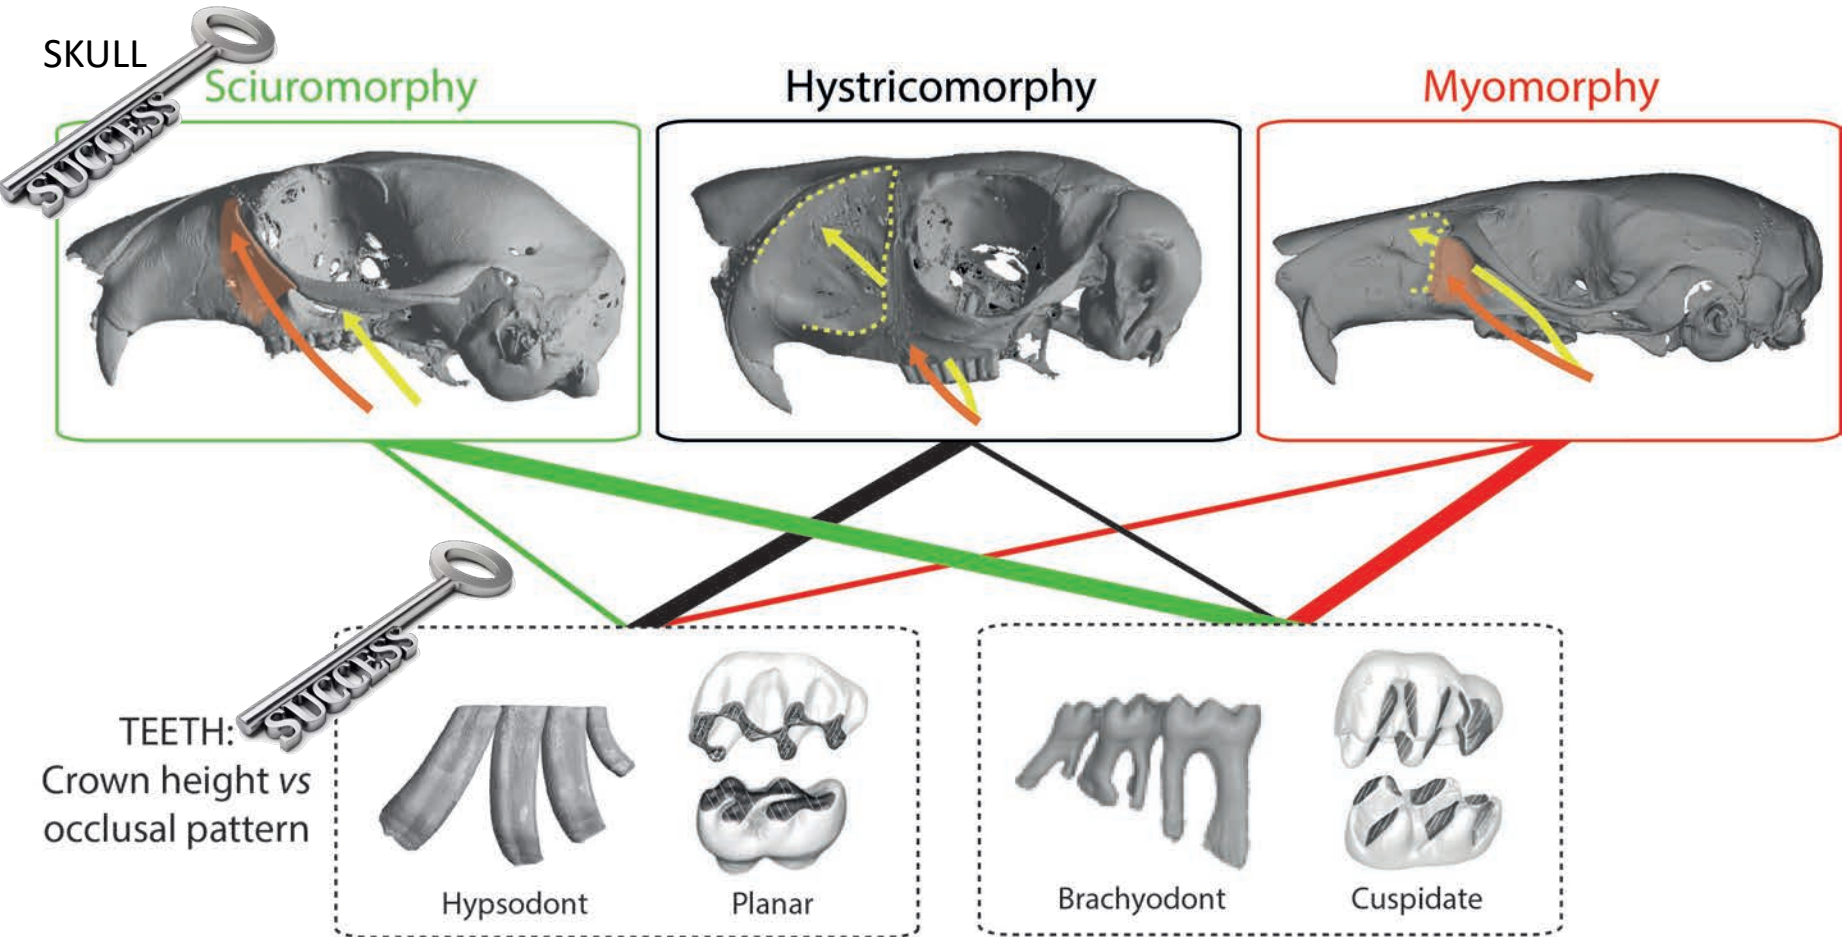 SKULL
SUCCESS
Sciuromorphy
Hystricomorphy
Myomorphy
SUCCESS
TEETH:
Crown height vs
occlusal pattern
Hypsodont
Planar
Brachyodont
Cuspidate